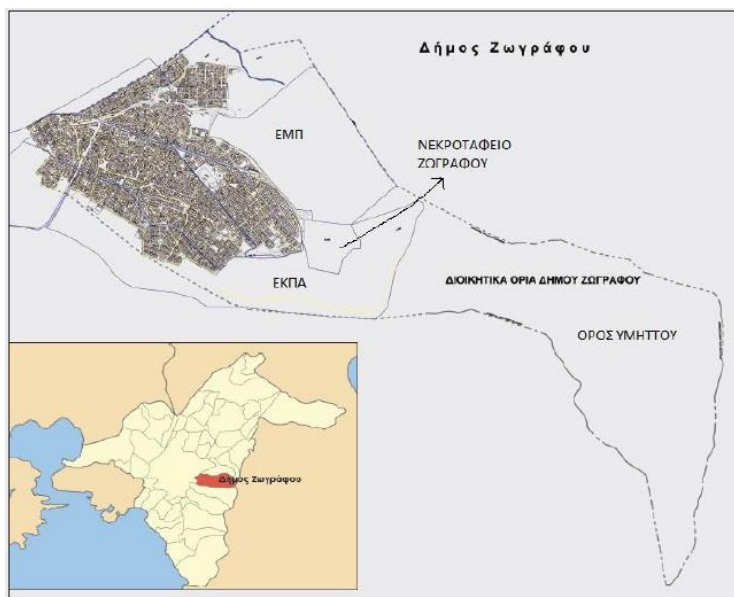 Δήμος Ζωγράφου
ΕΜΠ
ΝΕΚΡΟΤΑΦΕΙΟ
ΖΩΓΡΑΦΟΥ
ΕΚΠΑ
ΔΙΟΙΚΗΤΙΚΑ ΟΡΙΑ ΔΗΜΟΥ ΖΩΓΡΑΦΟΥ
ΟΡΟΣ ΥΜΗΤΤΟΥ
Δήμος Ζωγράφου